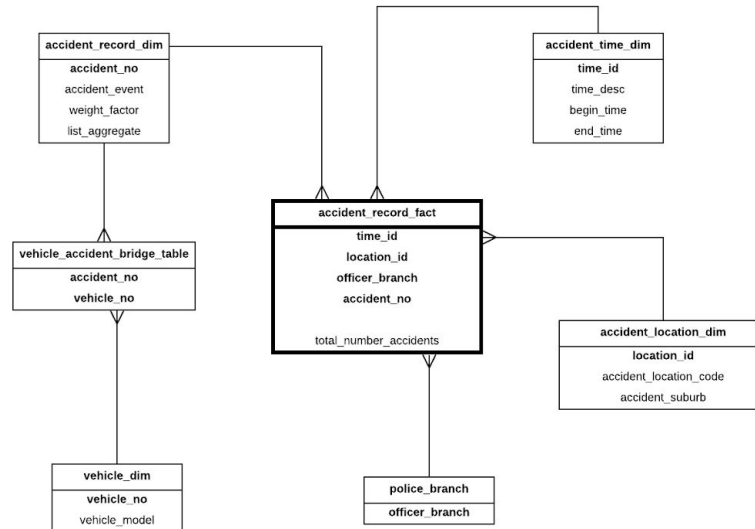 accident_record_dim
accident_no
accident_event
weight_factor
list_aggregate
accident_time_dim
time_id
time_desc
begin_time
end_time
accident_record_fact
time_id
location_id
officer_branch
accident_no
total_number_accidents
vehicle_accident_bridge_table
accident_no
vehicle_no
accident_location_dim
location_id
accident_location_code
accident_suburb
vehicle_dim
vehicle_no
vehicle_model
police_branch
officer_branch